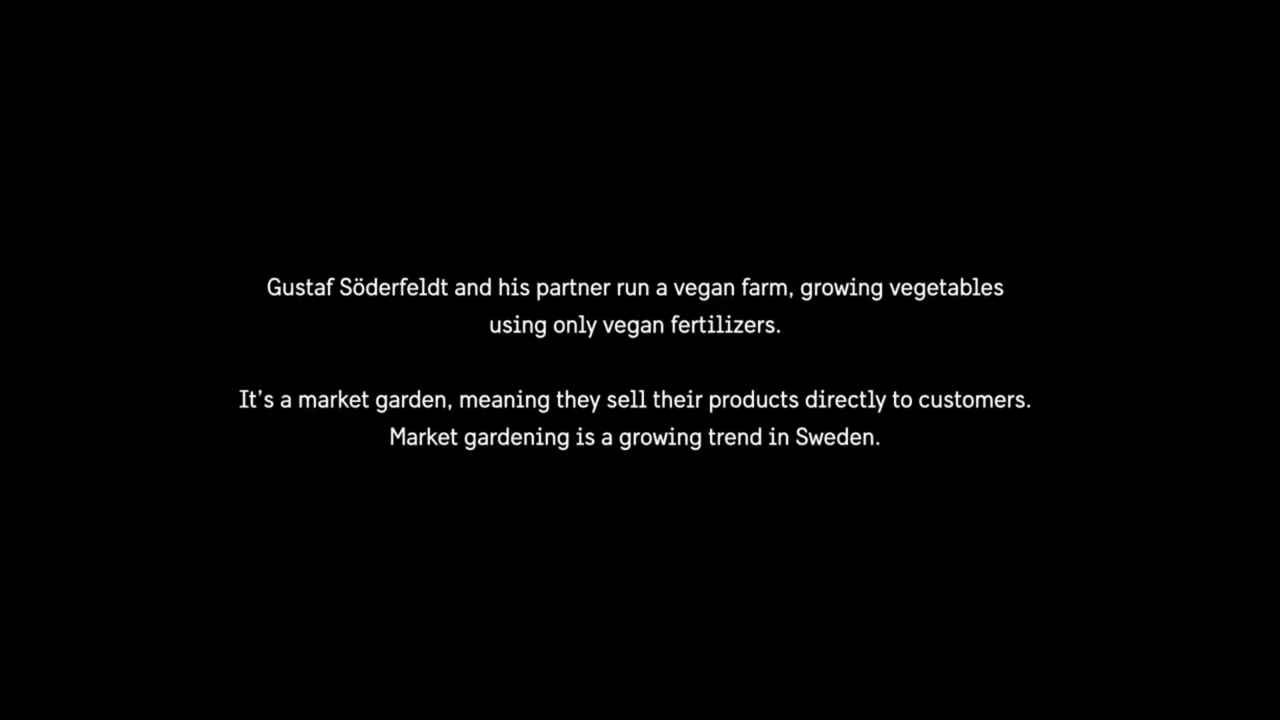 Gustaf Söderfeldt and his partner run a vegan farm, growing vegetables
using only vegan fertilizers.
It's a market garden, meaning they sell their products directly to customers.
Market gardening is a growing trend in Sweden.